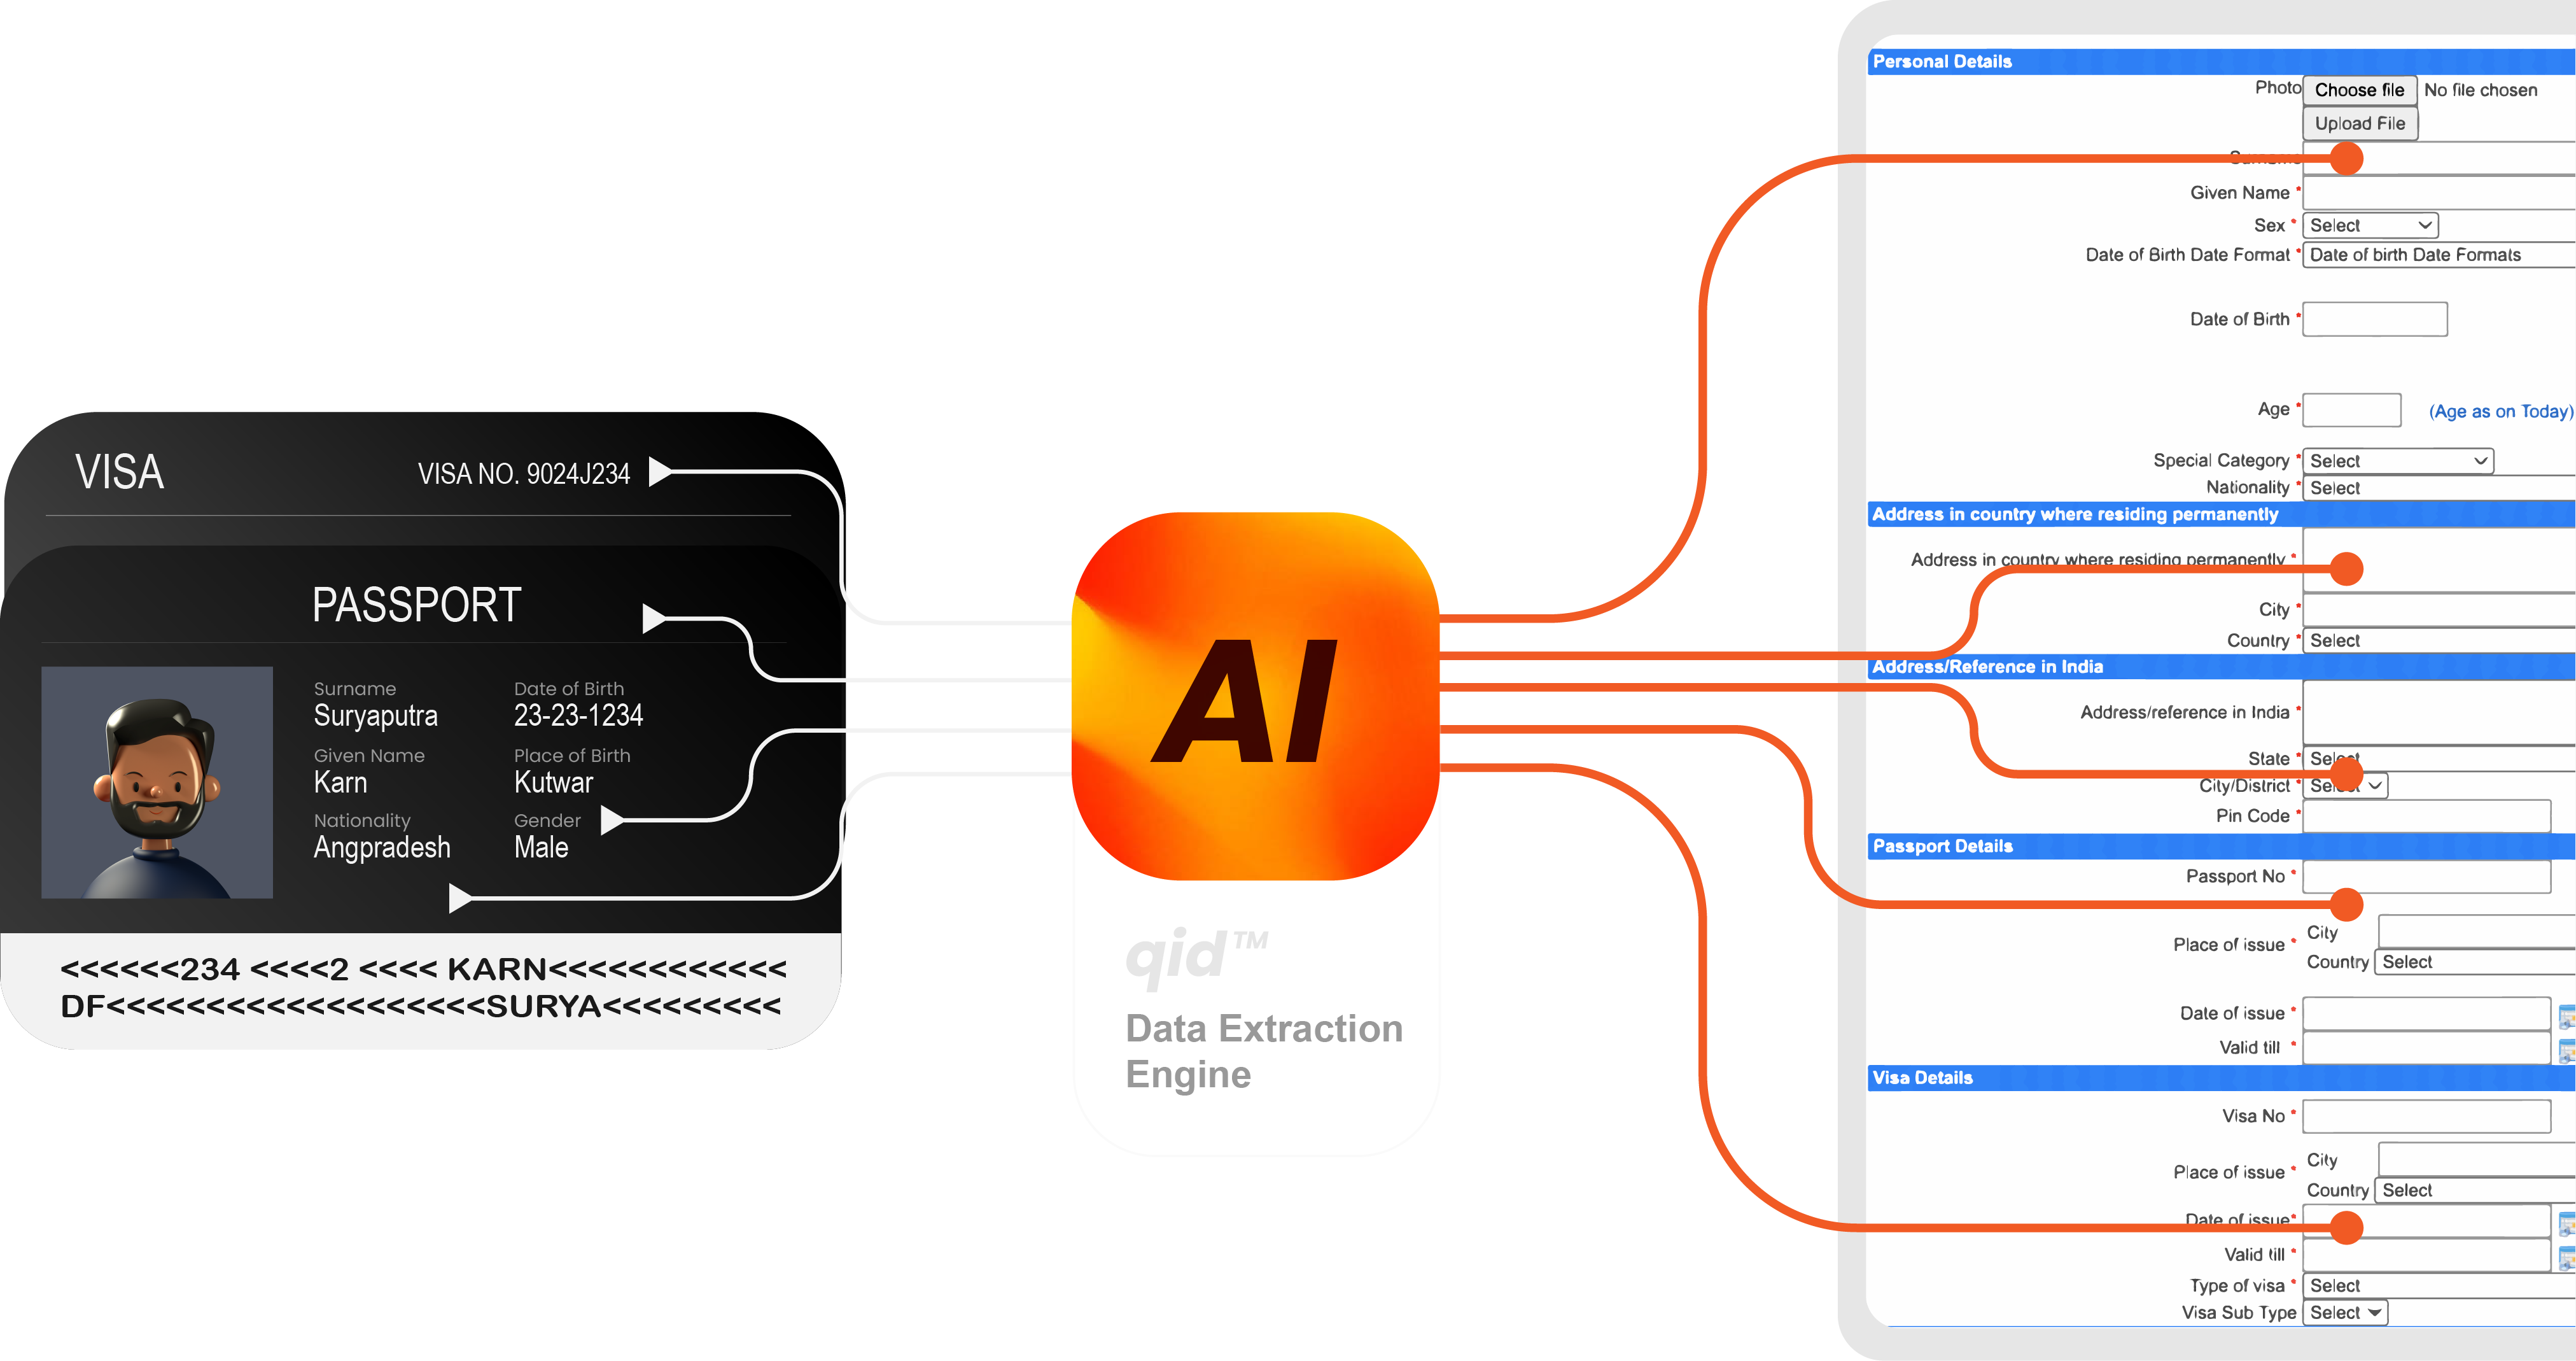 VISA
VISA NO. 9024J234
PASSPORT
Surname
Suryaputra
Date of Birth
23-23-1234
Given Name
Karn
Place of Birth
Kutwar
Nationality
Angpradesh
Gender
Male
<<<<<<234 <<<<2 <<<< KARN<<<<<<<<<<<<
DF<<<<<<<<<<<<<<<<<<<SURYA<<<<<<<<<
AI
qid™
Data Extraction
Engine
Personal Details
Photo Choose file No file chosen
Upload File
Surname
Given Name *
Sex * Select
Date of Birth Date Format * Date of birth Date Formats
Date of Birth *
Age * (Age as on Today)
Special Category * Select
Nationality * Select
Address in country where residing permanently
Address in country where residing permanently *
City *
Country * Select
Address/Reference in India
Address/reference in India *
State * Select
City/District * Select
Pin Code *
Passport Details
Passport No *
Place of issue * City
Country Select
Date of issue *
Valid till *
Visa Details
Visa No *
Place of issue * City
Country Select
Date of issue *
Valid till *
Type of visa * Select
Visa Sub Type Select